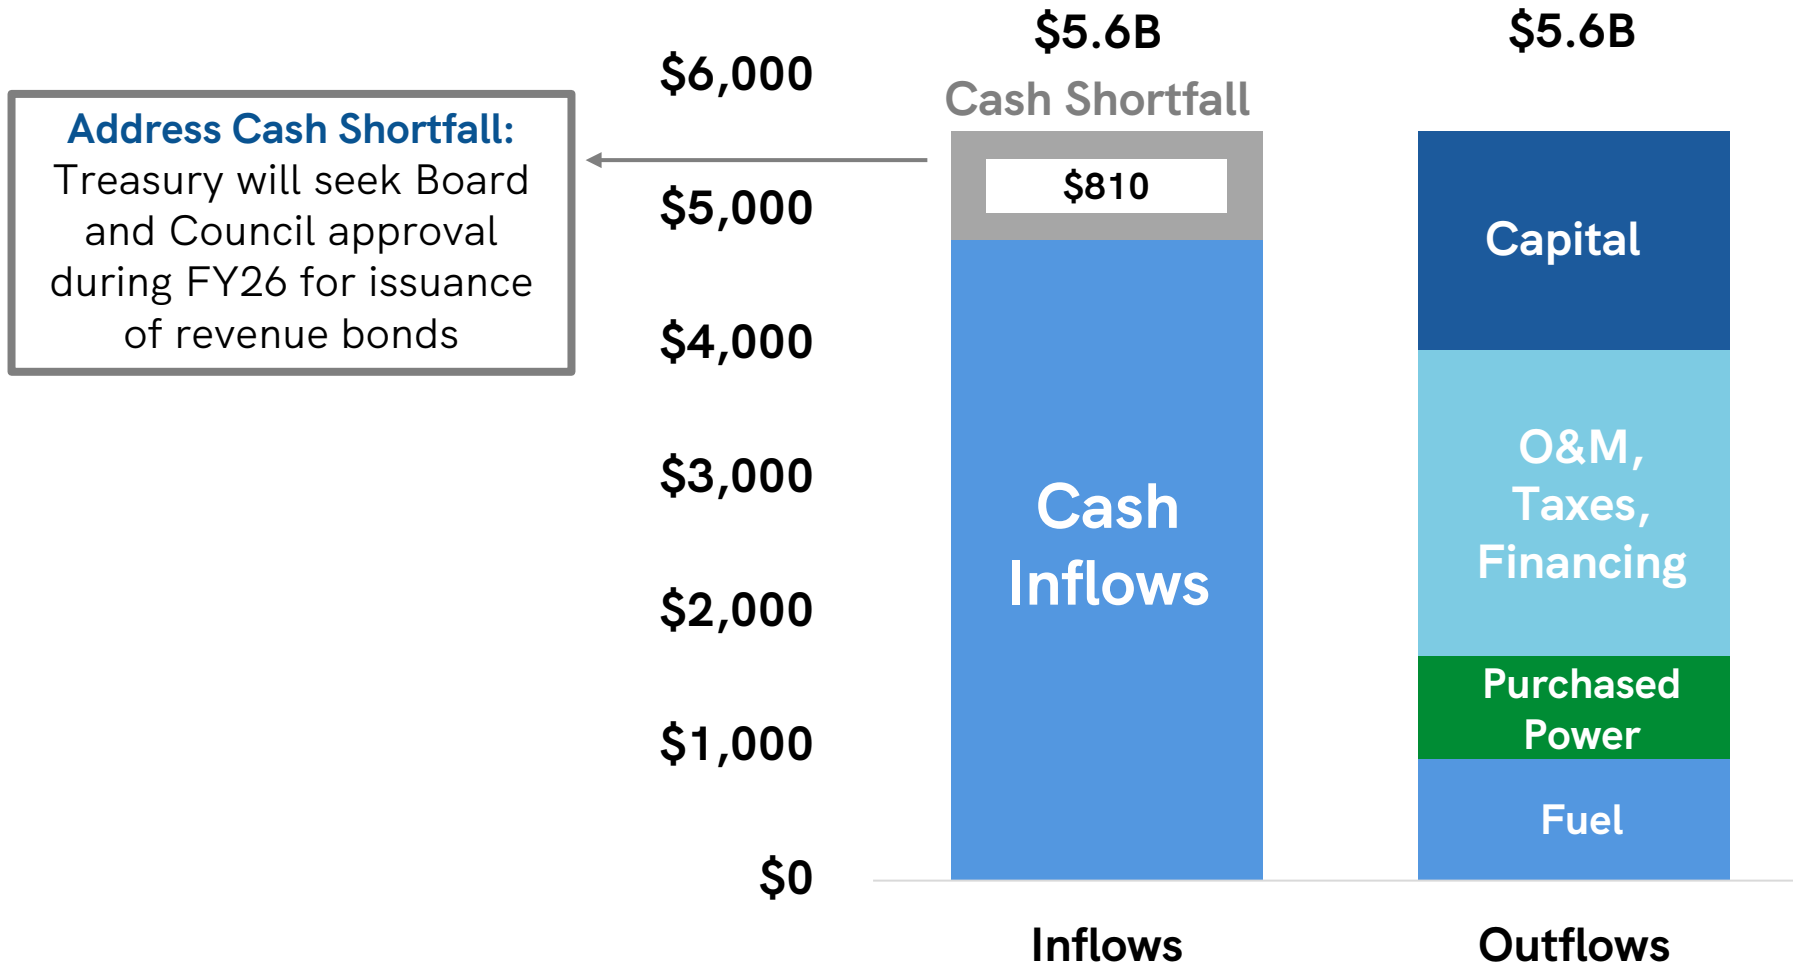 Address Cash Shortfall:
Treasury will seek Board
and Council approval
during FY26 for issuance
of revenue bonds
$6,000
$5,000
$4,000
$3,000
$2,000
$1,000
$0
$5.6B
Cash Shortfall
$810
Cash
Inflows
Inflows
$5.6B
Capital
O&M,
Taxes,
Financing
Purchased
Power
Fuel
Outflows